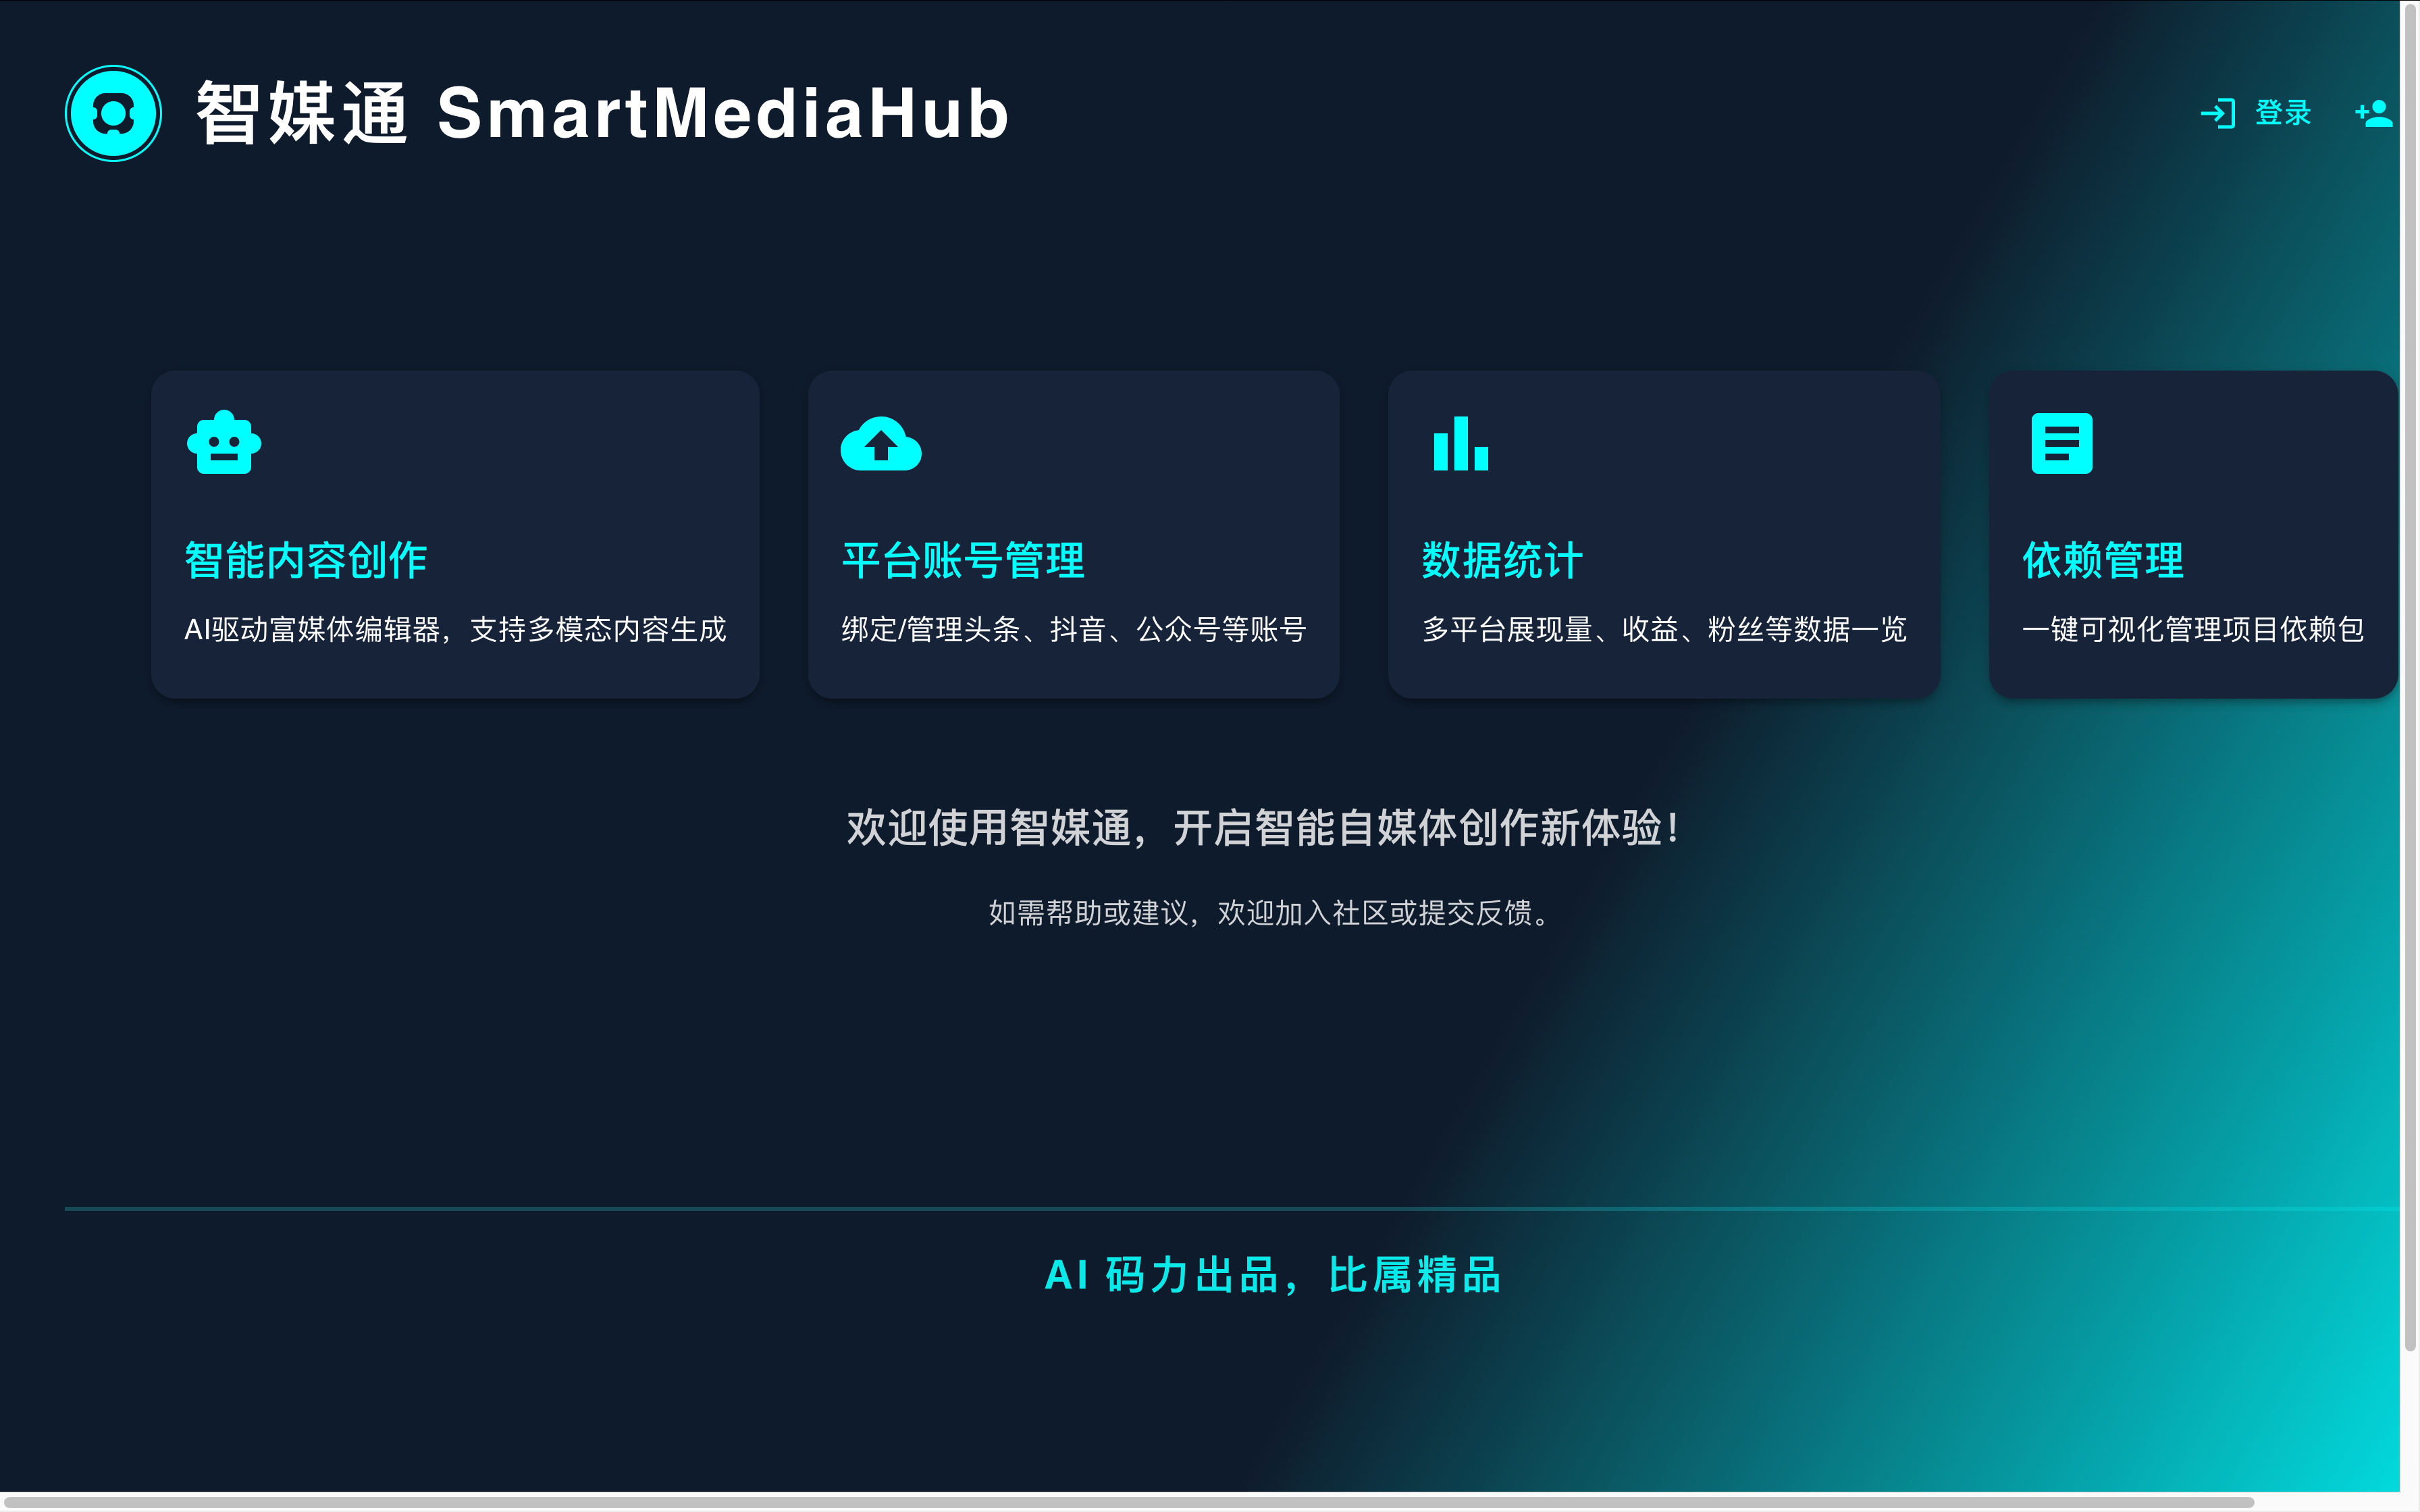 智媒通 SmartMediaHub
登录
智能内容创作
AI驱动富媒体编辑器，支持多模态内容生成
平台账号管理
绑定/管理头条、抖音、公众号等账号
数据统计
多平台展现量、收益、粉丝等数据一览
依赖管理
一键可视化管理项目依赖包
欢迎使用智媒通，开启智能自媒体创作新体验！
如需帮助或建议，欢迎加入社区或提交反馈。
AI 码力出品，比属精品